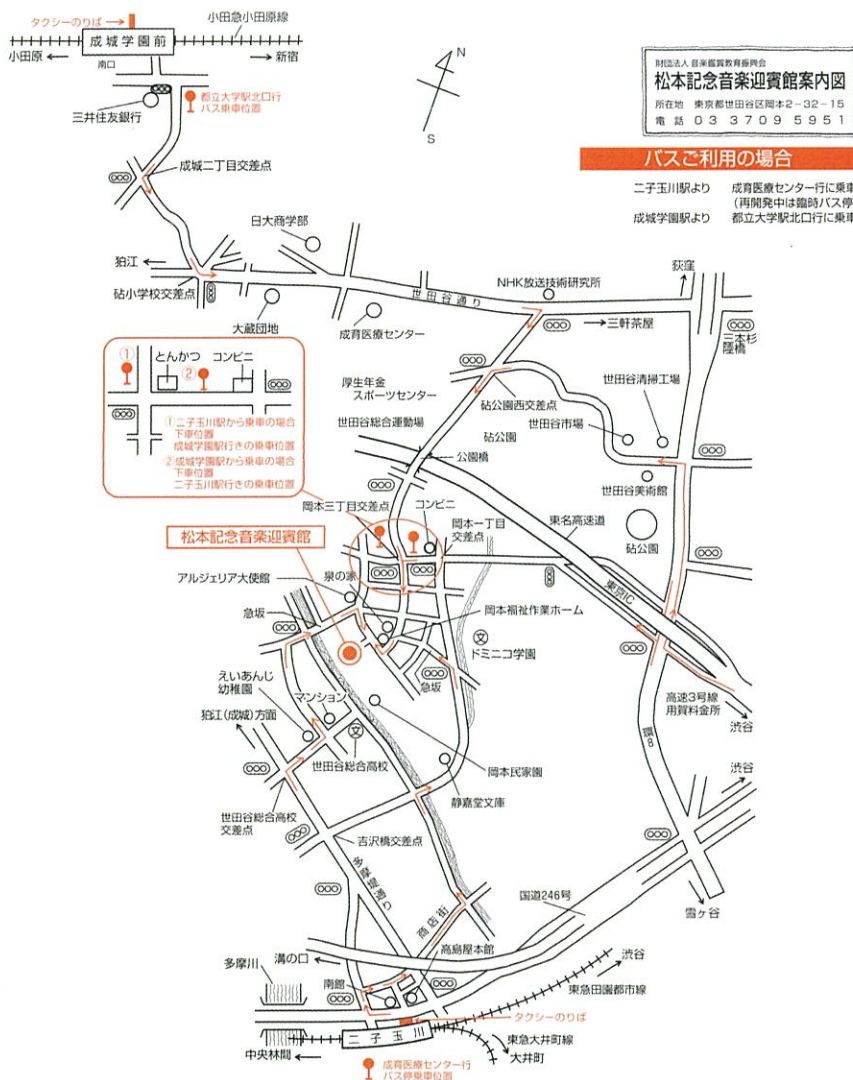 タクシーのりば
小田急小田原線
成城学園前
小田原
新宿
南口
三井住友銀行
都立大学駅北口行
バス乗車位置
N
S
財団法人 音楽鑑賞教育振興会
松本記念音楽迎賓館案内図
所在地 東京都世田谷区岡本2-32-15
電話 03 3709 5951
バスご利用の場合
二子玉川駅より 成育医療センター行に乗車
(再開発中は臨時バス停
成城学園駅より 都立大学駅北口行に乗車
成城二丁目交差点
日大商学部
狛江
砧小学校交差点
大蔵団地
世田谷通り
成育医療センター
NHK放送技術研究所
荻窪
三軒茶屋
三本杉
陸橋
① とんかつ コンビニ
②
①二子玉川駅から乗車の場合
下車位置
成城学園駅行きの乗車位置
②成城学園駅から乗車の場合
下車位置
二子玉川駅行きの乗車位置
厚生年金
スポーツセンター
世田谷総合運動場
砧公園西交差点
砧公園
公園橋
世田谷清掃工場
世田谷市場
世田谷美術館
砧公園
岡本三丁目交差点
コンビニ
岡本一丁目
交差点
東名高速道
松本記念音楽迎賓館
アルジェリア大使館
泉の家
東京IC
岡本福祉作業ホーム
急坂
文
ドミニコ学園
急坂
えいあんじ
幼稚園
マンション
狛江(成城)方面
文
世田谷総合高校
岡本民家園
高速3号線
用賀料金所
渋谷
環8
静嘉堂文庫
世田谷総合高校
交差点
吉沢橋交差点
渋谷
多摩堤通り
商店街
国道246号
雪ヶ谷
多摩川
溝の口
高島屋本館
南館
渋谷
東急田園都市線
タクシーのりば
二子玉川
東急大井町線
中央林間
大井町
成育医療センター行
バス停乗車位置